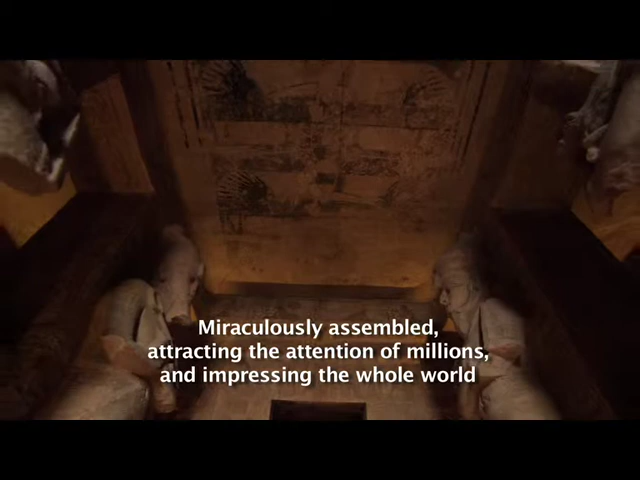 Miraculously assembled,
attracting the attention of millions,
and impressing the whole world